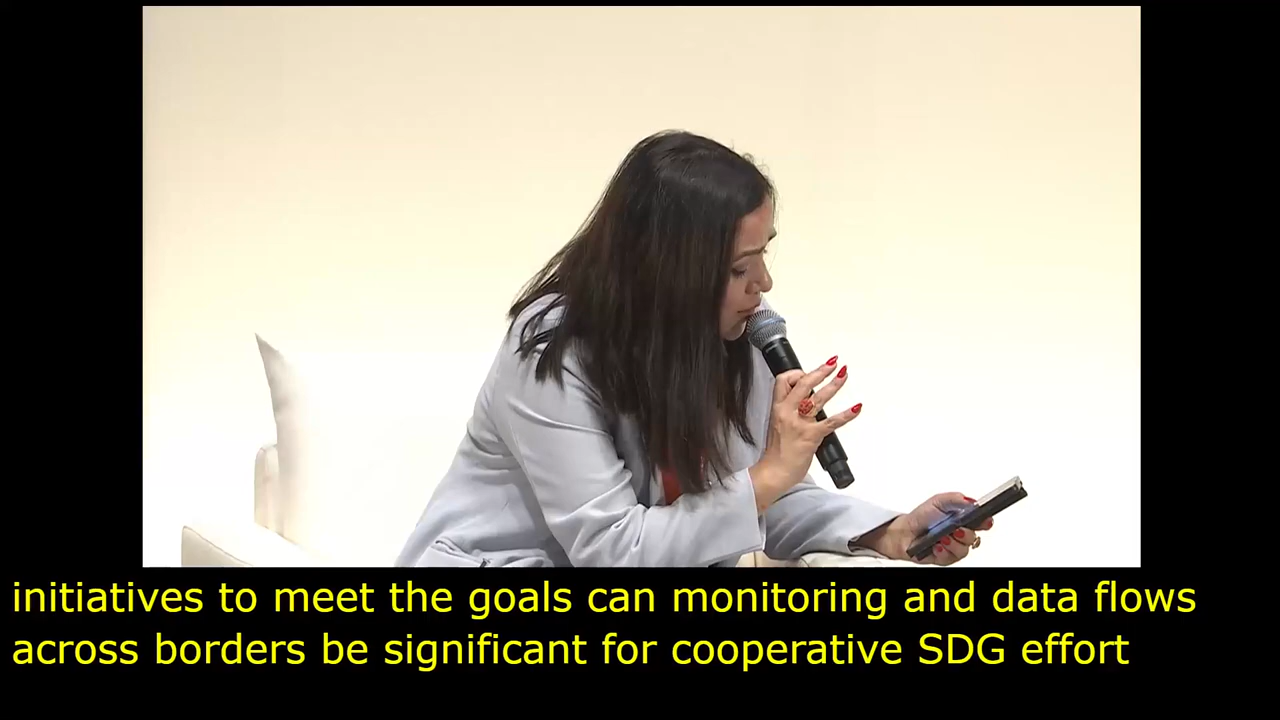 initiatives to meet the goals can monitoring and data flows
across borders be significant for cooperative SDG effort